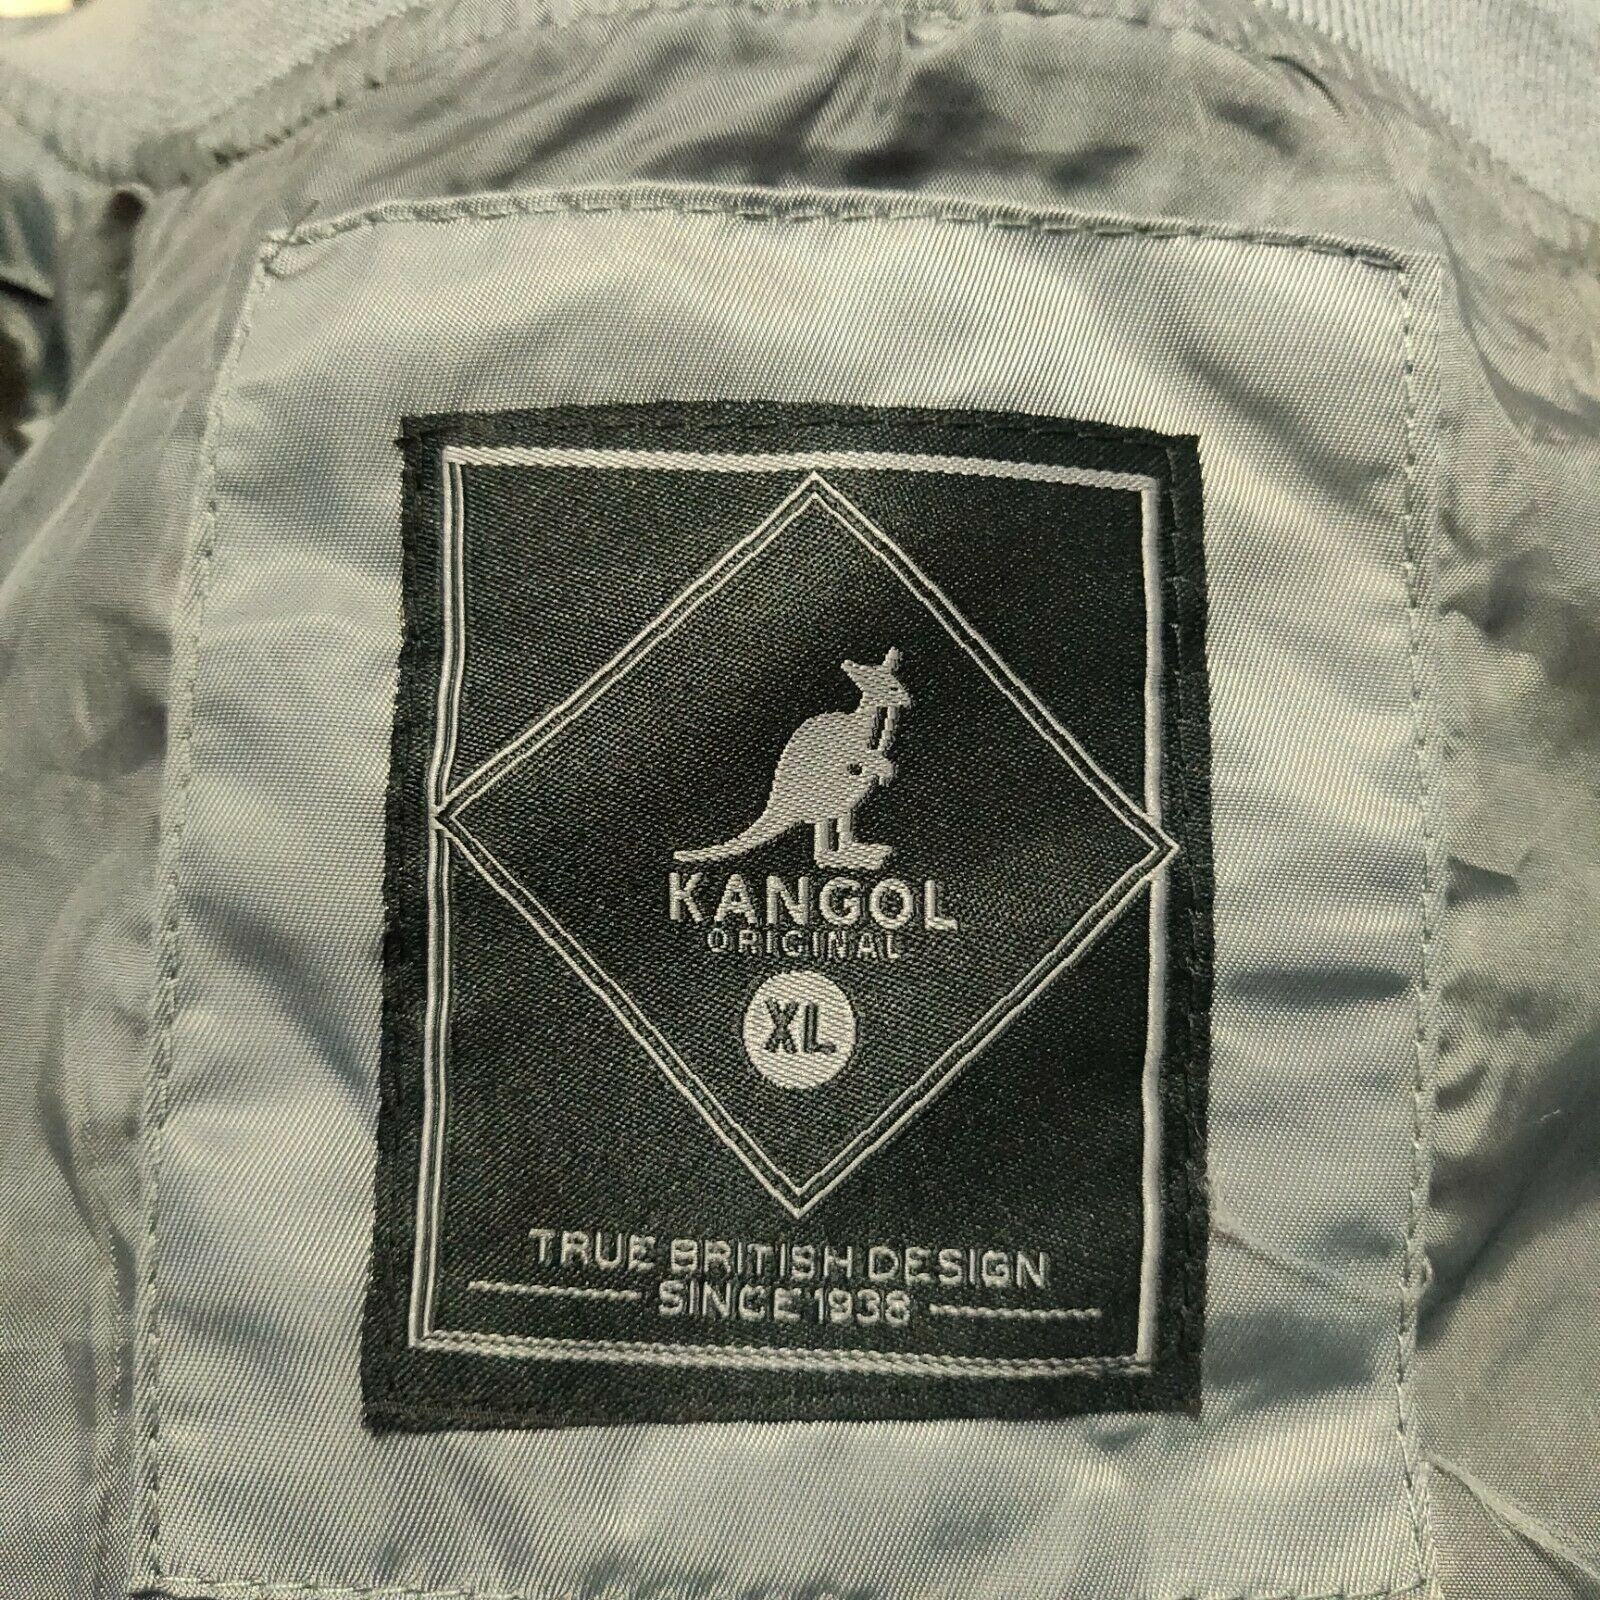 KANGOL
ORIGINAL
XL
TRUE BRITISH DESIGN
SINCE 1938